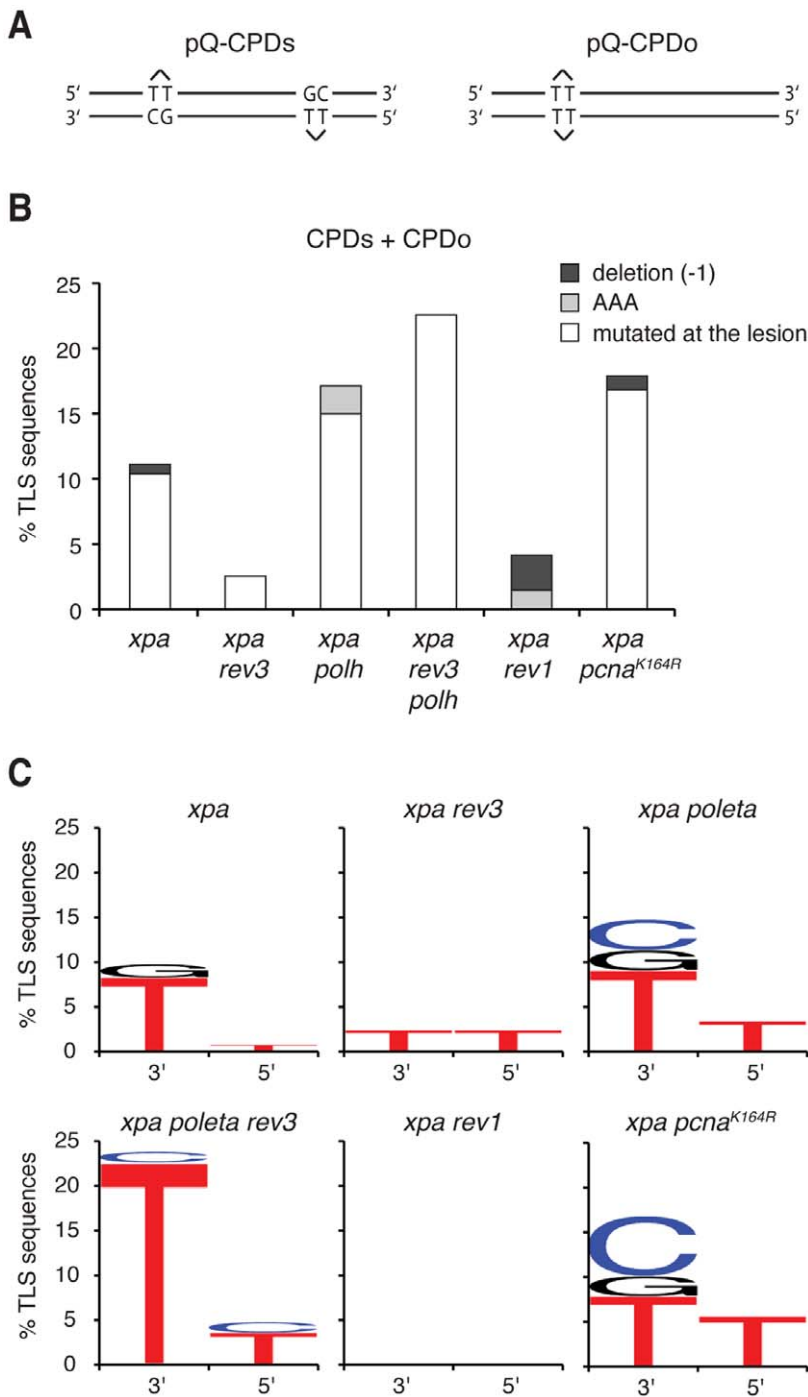 A
pQ-CPDs
pQ-CPDo
5' TT GC 3'
3' CG TT 5'
5' TT 3'
3' TT 5'
B
CPDs + CPDo
deletion (-1)
AAA
mutated at the lesion
% TLS sequences
25
20
15
10
5
0
xpa
xpa rev3
xpa polh
xpa rev3 polh
xpa rev1
xpa pcna^K164R
C
xpa
xpa rev3
xpa poleta
% TLS sequences
25
20
15
10
5
0
G
T T
3' 5'
T T
3' 5'
C
G
T T
3' 5'
xpa poleta rev3
xpa rev1
xpa pcna^K164R
% TLS sequences
25
20
15
10
5
0
C
T
C
T
3' 5'
3' 5'
C
G
T T
3' 5'